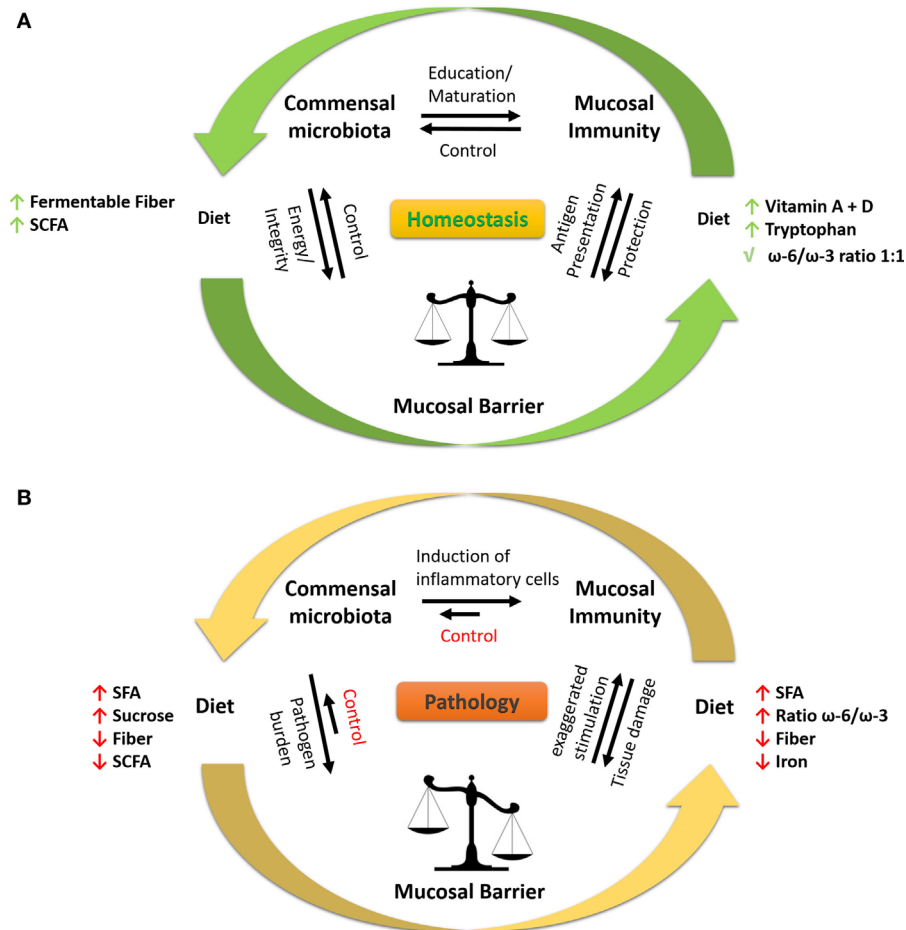 A
Education/
Maturation
Commensal
microbiota
Mucosal
Immunity
Control
↑ Fermentable Fiber
↑ SCFA
Diet
Energy/
Integrity
Control
Homeostasis
Antigen
Presentation
Protection
Diet
↑ Vitamin A + D
↑ Tryptophan
√ ω-6/ω-3 ratio 1:1
Mucosal Barrier
B
Induction of
inflammatory cells
Commensal
microbiota
Mucosal
Immunity
Control
↑ SFA
↑ Sucrose
↓ Fiber
↓ SCFA
Diet
Pathogen
burden
Control
Pathology
exaggerated
stimulation
Tissue damage
Diet
↑ SFA
↑ Ratio ω-6/ω-3
↓ Fiber
↓ Iron
Mucosal Barrier